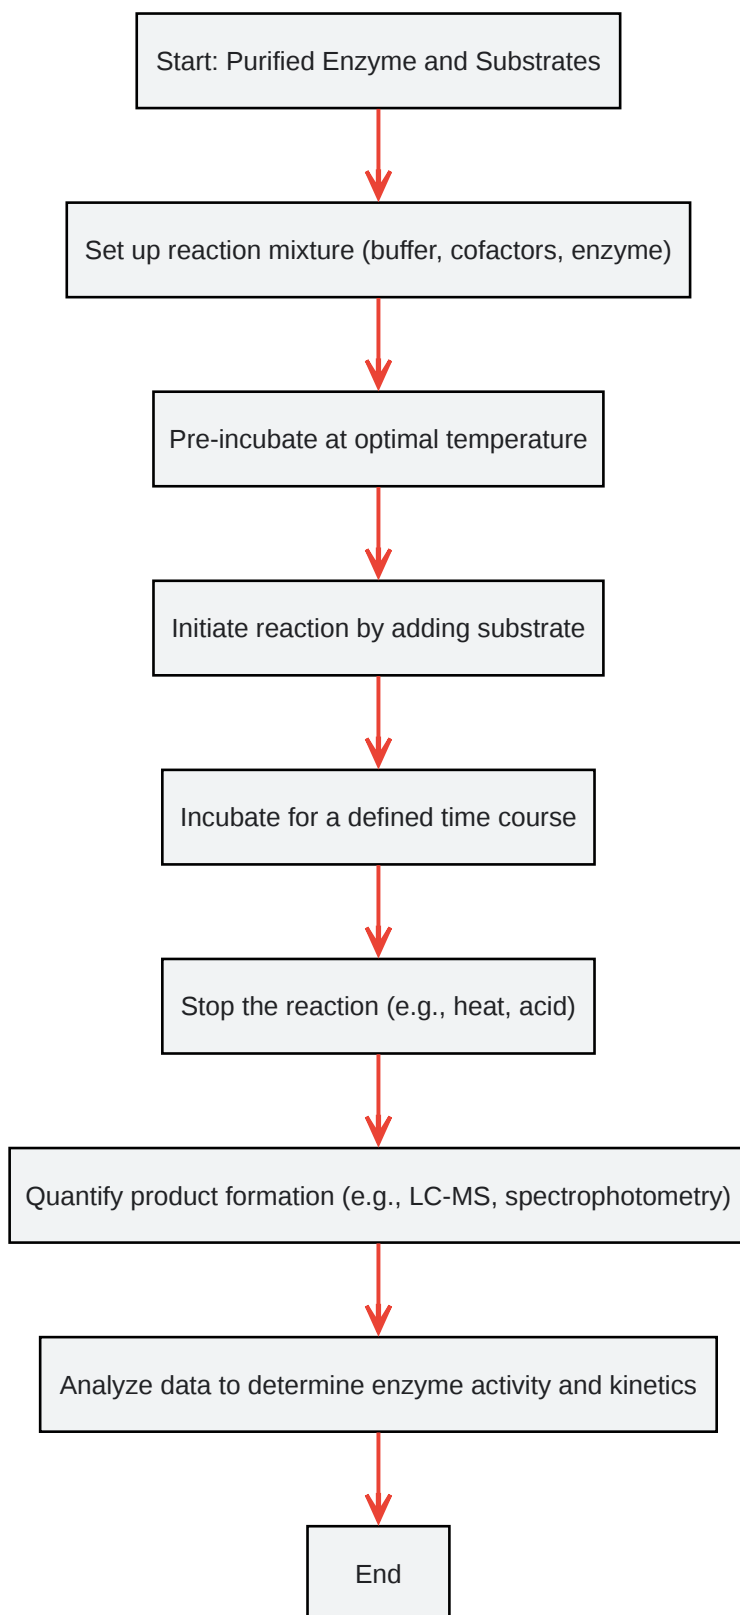 Start: Purified Enzyme and Substrates
Set up reaction mixture (buffer, cofactors, enzyme)
Pre-incubate at optimal temperature
Initiate reaction by adding substrate
Incubate for a defined time course
Stop the reaction (e.g., heat, acid)
Quantify product formation (e.g., LC-MS, spectrophotometry)
Analyze data to determine enzyme activity and kinetics
End